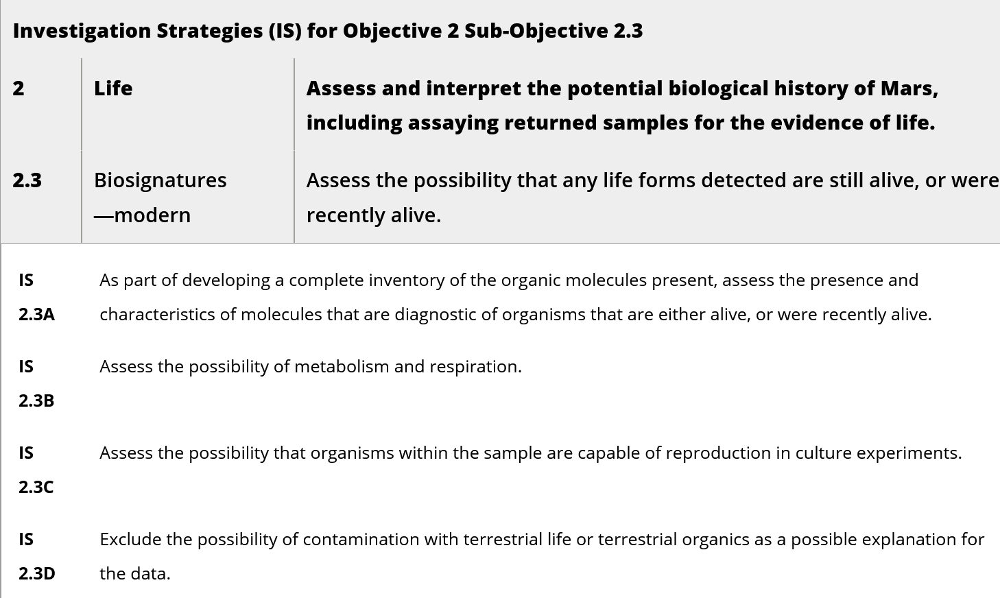 Investigation Strategies (IS) for Objective 2 Sub-Objective 2.3
2 Life Assess and interpret the potential biological history of Mars,
including assaying returned samples for the evidence of life.
2.3 Biosignatures Assess the possibility that any life forms detected are still alive, or were
—modern recently alive.
IS As part of developing a complete inventory of the organic molecules present, assess the presence and
2.3A characteristics of molecules that are diagnostic of organisms that are either alive, or were recently alive.
IS Assess the possibility of metabolism and respiration.
2.3B
IS Assess the possibility that organisms within the sample are capable of reproduction in culture experiments.
2.3C
IS Exclude the possibility of contamination with terrestrial life or terrestrial organics as a possible explanation for
2.3D the data.